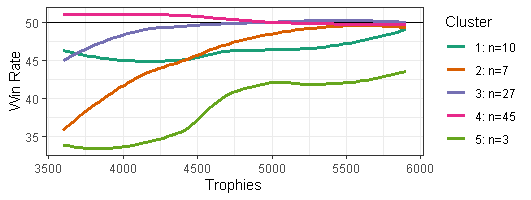 Win Rate
50
45
40
35
3500 4000 4500 5000 5500 6000
Trophies
Cluster
1: n=10
2: n=7
3: n=27
4: n=45
5: n=3